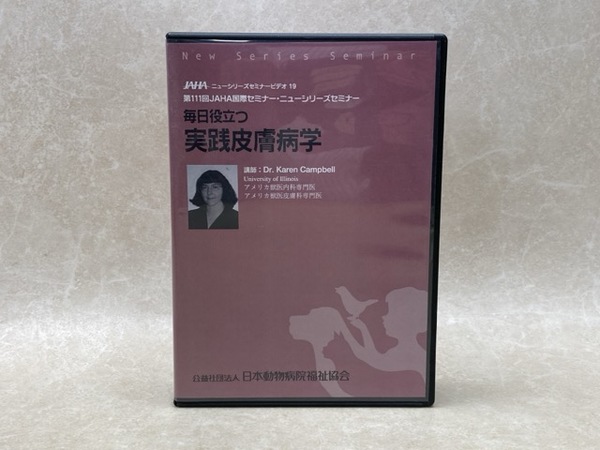 New Series Seminar
JAHA ニューシリーズセミナービデオ 19
第111回JAHA国際セミナー・ニューシリーズセミナー
毎日役立つ
実践皮膚病学
講師：Dr. Karen Campbell
University of Illinois
アメリカ獣医内科専門医
アメリカ獣医皮膚科専門医
公益社団法人 日本動物病院福祉協会